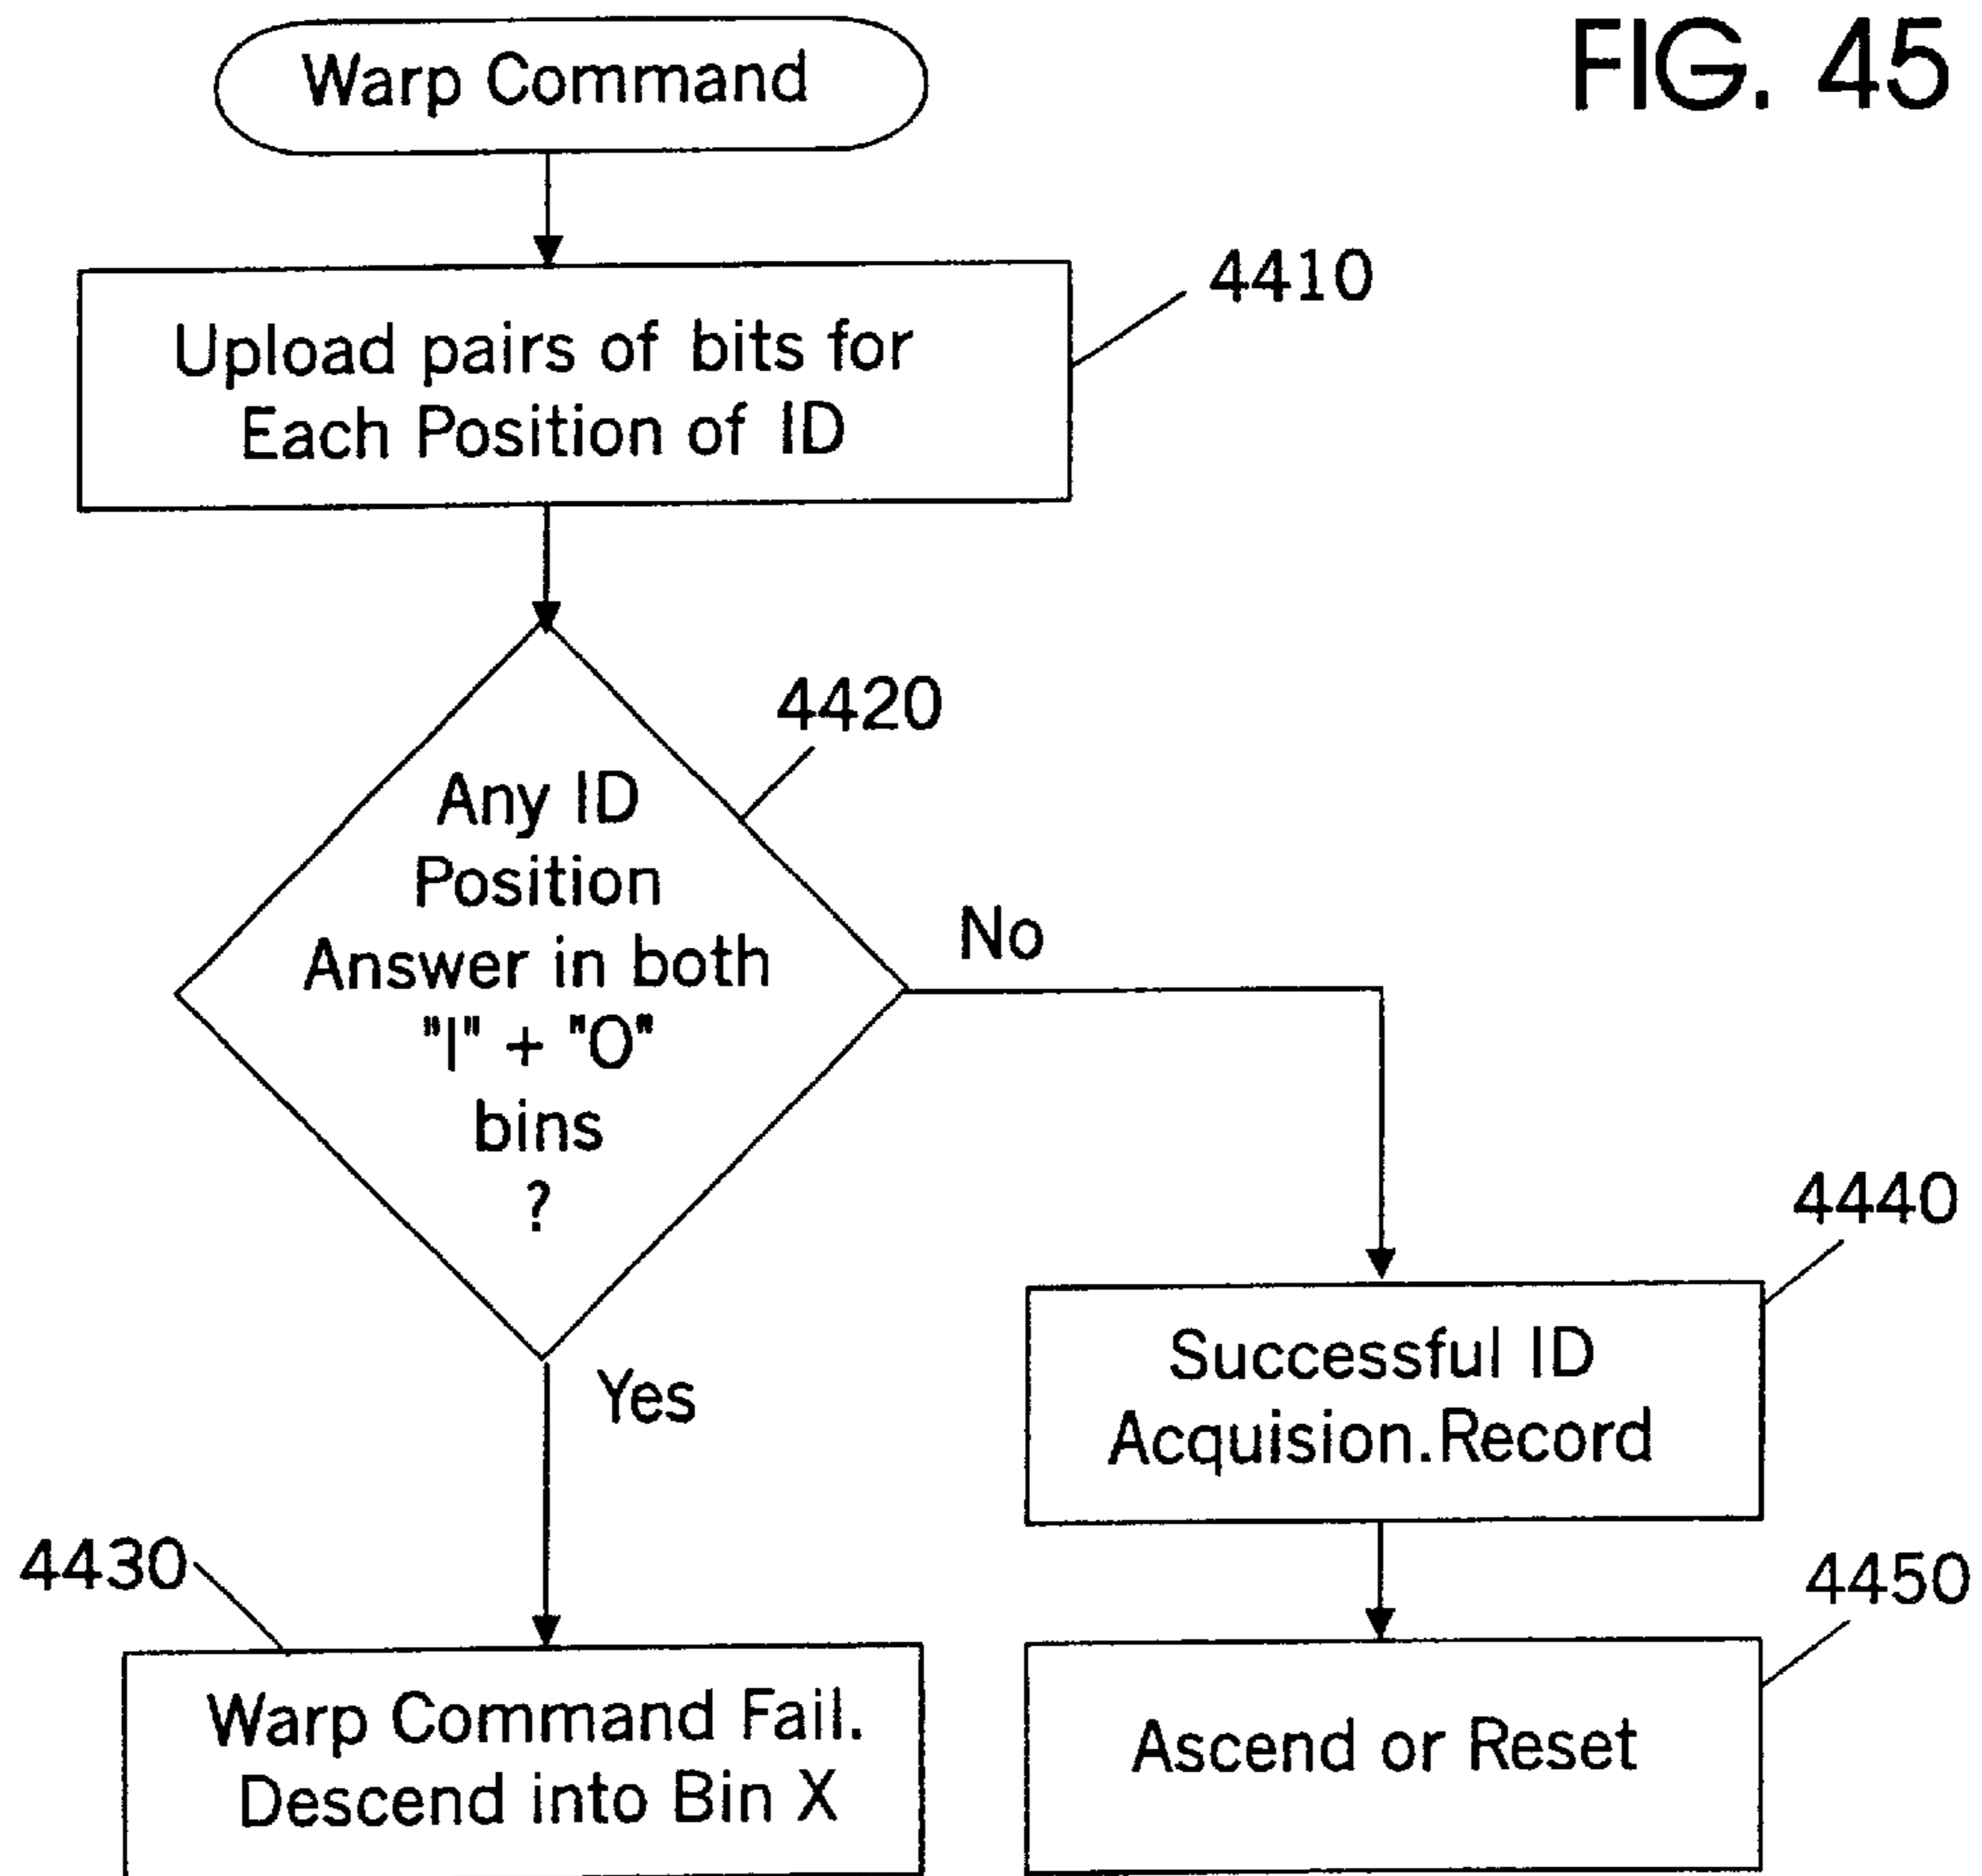 Warp Command
FIG. 45
4410
Upload pairs of bits for
Each Position of ID
4420
Any ID
Position
Answer in both
"I" + "O"
bins
?
No
Yes
4440
Successful ID
Acquision.Record
4430
Warp Command Fail.
Descend into Bin X
4450
Ascend or Reset